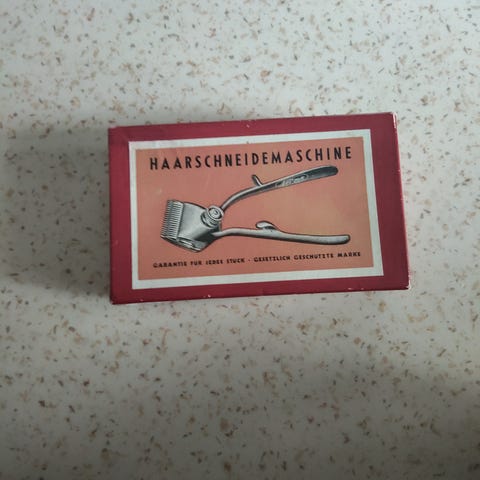 HAARSCHNEIDEMASCHINE
GARANTIE FÜR JEDES STÜCK · GESETZLICH GESCHÜTZTE MARKE